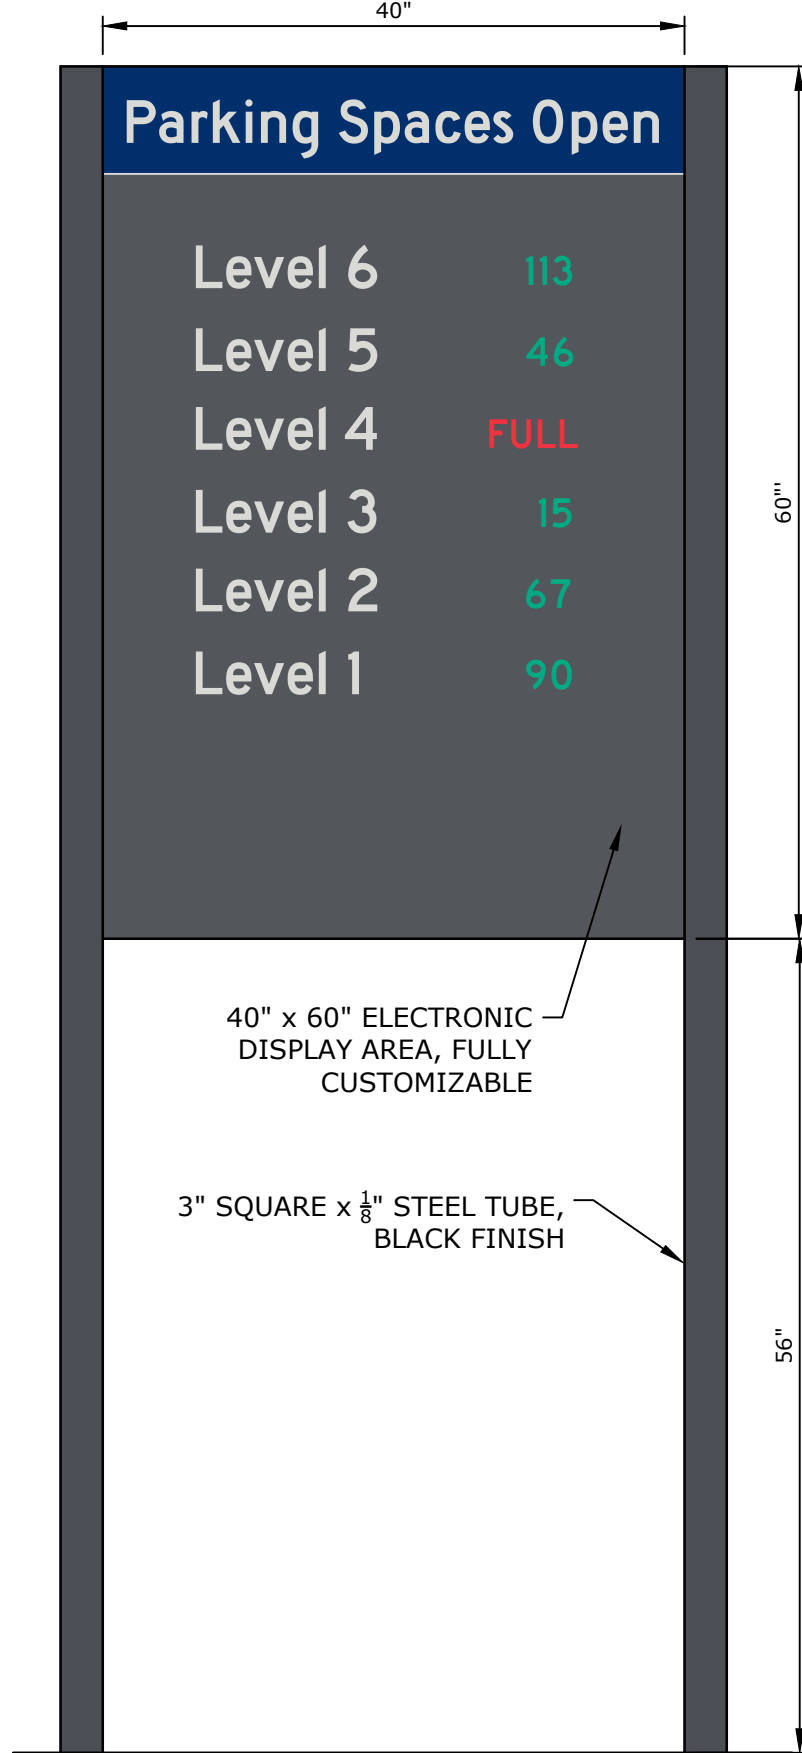 40"
Parking Spaces Open
Level 6 113
Level 5 46
Level 4 FULL
Level 3 15
Level 2 67
Level 1 90
60"'
40" x 60" ELECTRONIC
DISPLAY AREA, FULLY
CUSTOMIZABLE
3" SQUARE x 1/8" STEEL TUBE,
BLACK FINISH
56"